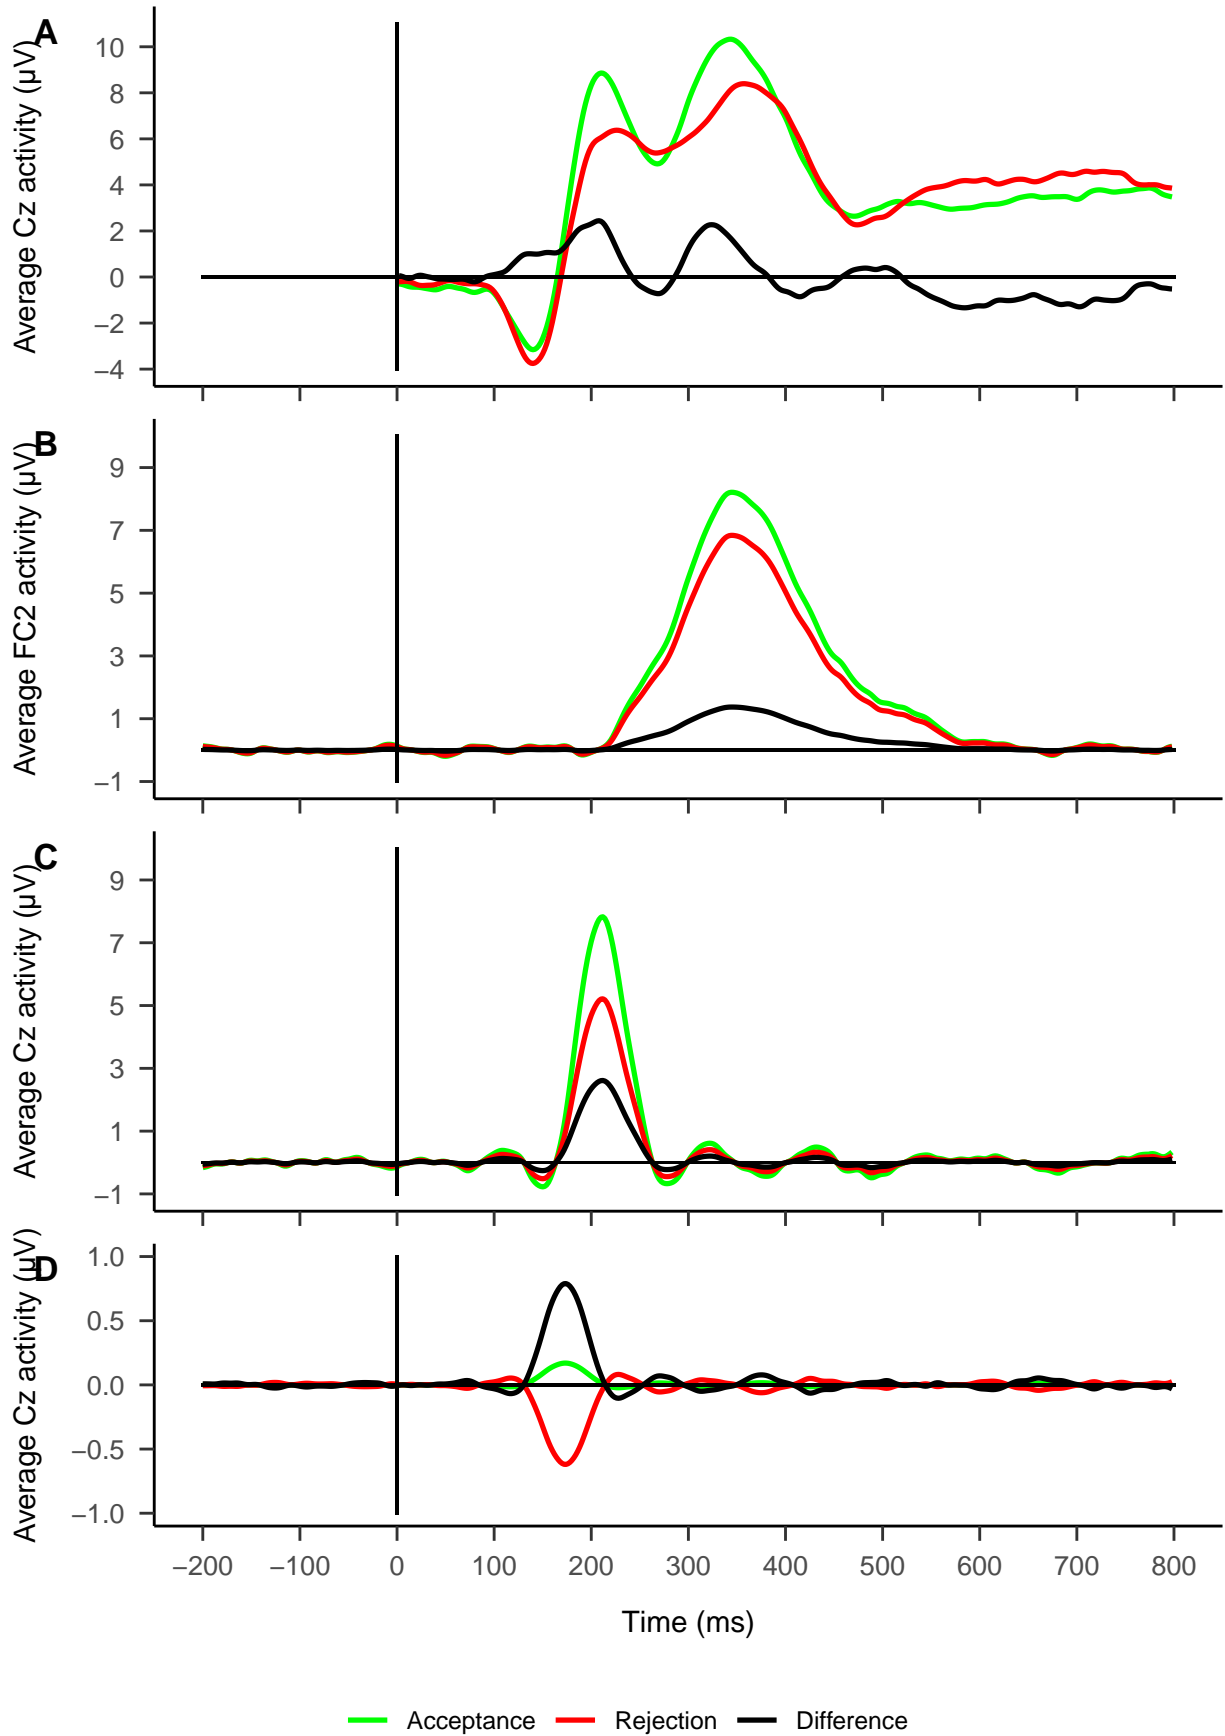 A
Average Cz activity (µV)
10
8
6
4
2
0
−2
−4
B
Average FC2 activity (µV)
9
7
5
3
1
−1
C
Average Cz activity (µV)
9
7
5
3
1
−1
D
Average Cz activity (µV)
1.0
0.5
0.0
−0.5
−1.0
−200 −100 0 100 200 300 400 500 600 700 800
Time (ms)
Acceptance Rejection Difference